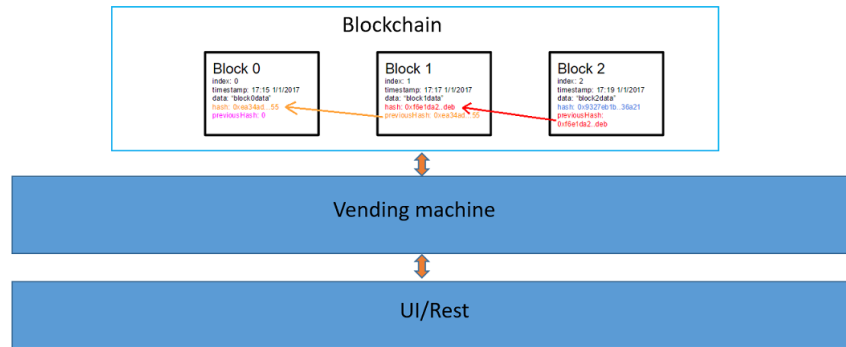 Blockchain
Block 0
index: 0
timestamp: 17:15 1/1/2017
data: "block0data"
hash: 0xea34ad...55
previousHash: 0
Block 1
index: 1
timestamp: 17:17 1/1/2017
data: "block1data"
hash: 0xf6e1da2..deb
previousHash: 0xea34ad...55
Block 2
index: 2
timestamp: 17:19 1/1/2017
data: "block2data"
hash: 0x9327eb1b..36a21
previousHash:
0xf6e1da2..deb
Vending machine
UI/Rest